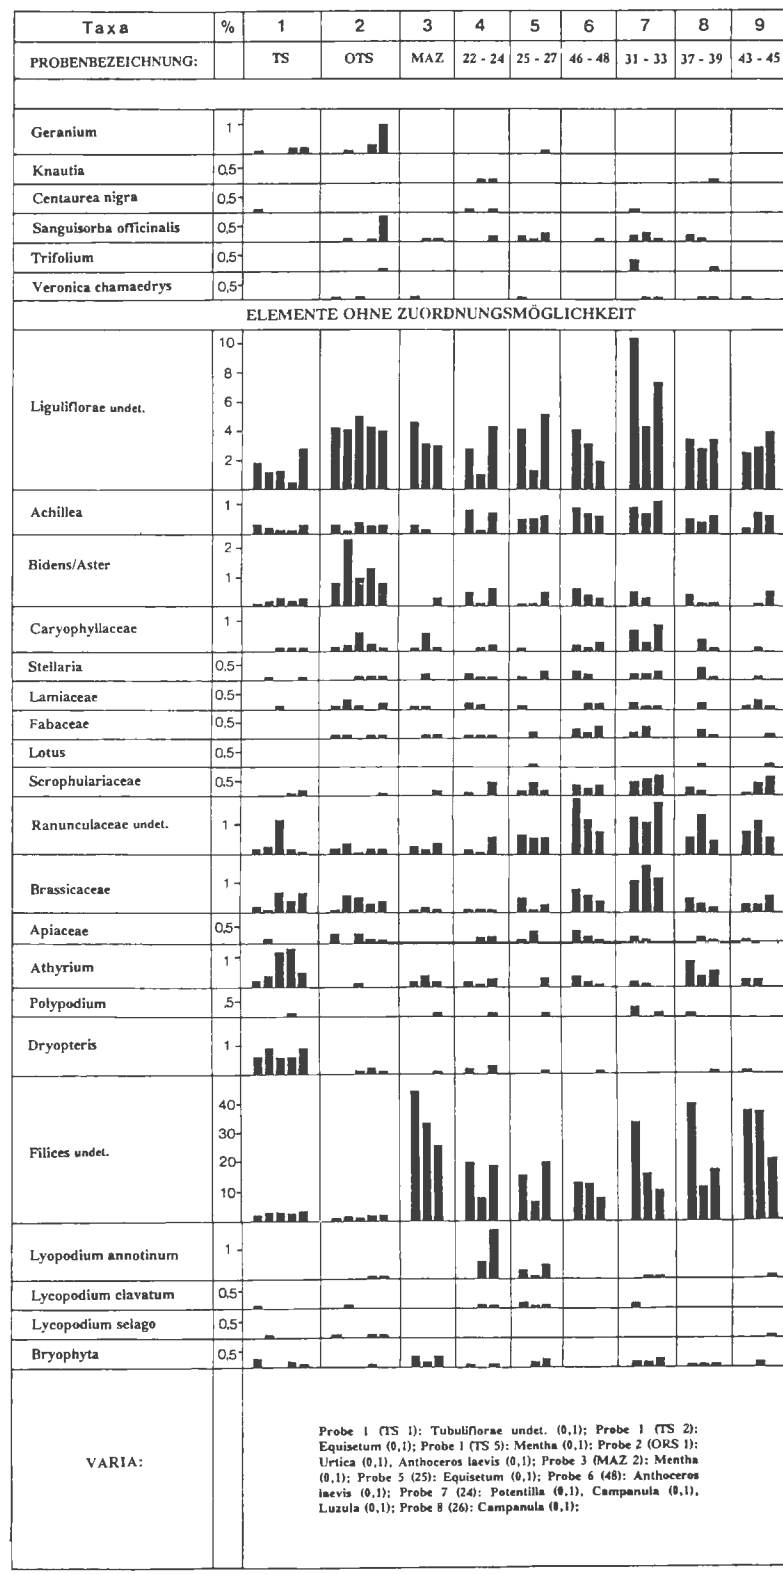 Taxa % 1 2 3 4 5 6 7 8 9
PROBENBEZEICHNUNG: TS OTS MAZ 22 - 24 25 - 27 46 - 48 31 - 33 37 - 39 43 - 45
Geranium 1
Knautia 0.5
Centaurea nigra 0.5
Sanguisorba officinalis 0,5
Trifolium 0.5
Veronica chamaedrys 0,5
ELEMENTE OHNE ZUORDNUNGSMÖGLICHKEIT
10
8
Liguliflorae undet. 6
4
2
Achillea 1
2
Bidens/Aster 1
Caryophyllaceae 1
Stellaria 0.5
Lamiaceae 0.5
Fabaceae 0.5
Lotus 0.5
Scrophulariaceae 0.5
Ranunculaceae undet. 1
Brassicaceae 1
Apiaceae 0.5
Athyrium 1
Polypodium .5
Dryopteris 1
40
30
Filices undet. 20
10
Lyopodium annotinum 1
Lycopodium clavatum 0.5
Lycopodium selago 0.5
Bryophyta 0,5
VARIA:
Probe 1 (TS 1): Tubuliflorae undet. (0,1); Probe 1 (TS 2):
Equisetum (0,1); Probe 1 (TS 5): Mentha (0,1); Probe 2 (ORS 1):
Urtica (0,1), Anthoceros laevis (0,1); Probe 3 (MAZ 2): Mentha
(0,1); Probe 5 (25): Equisetum (0,1); Probe 6 (48): Anthoceros
laevis (0,1); Probe 7 (24): Potentilla (0,1), Campanula (0,1),
Luzula (0,1); Probe 8 (26): Campanula (0,1);